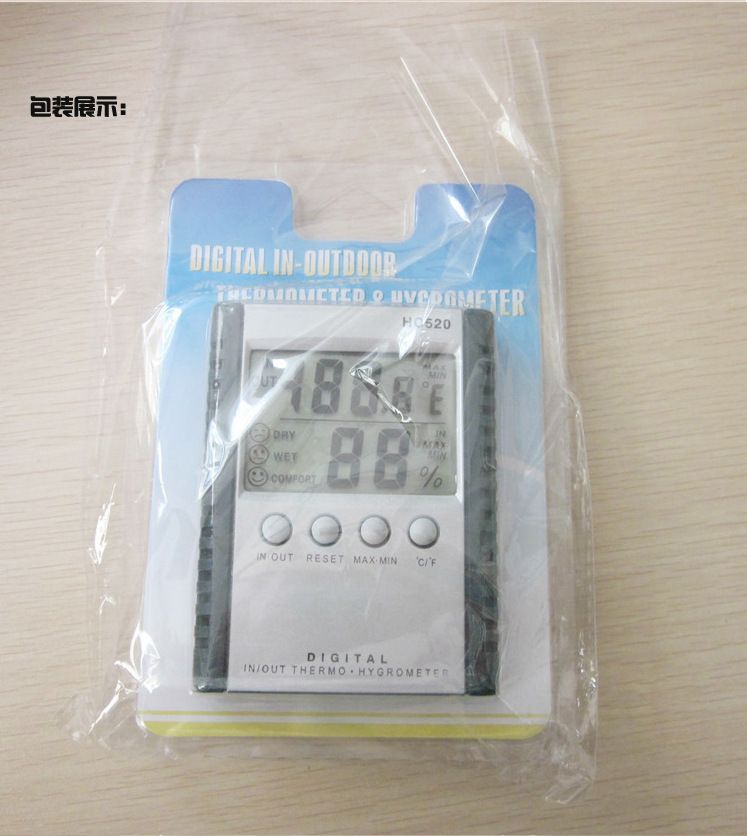 包装展示:
DIGITAL IN-OUTDOOR
THERMOMETER & HYGROMETER
HC520
MAX
MIN
188.8°E
DRY
WET
COMFORT
88
IN
MAX
MIN
%
IN·OUT RESET MAX·MIN °C/°F
DIGITAL
IN/OUT THERMO·HYGROMETER